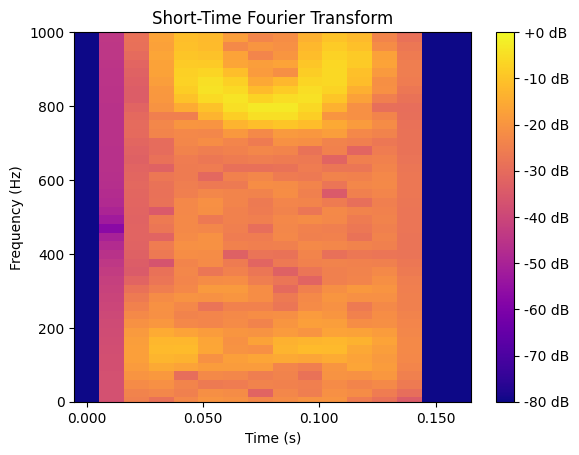 Short-Time Fourier Transform
1000
800
600
400
200
0
Frequency (Hz)
0.000
0.050
0.100
0.150
Time (s)
+0 dB
-10 dB
-20 dB
-30 dB
-40 dB
-50 dB
-60 dB
-70 dB
-80 dB